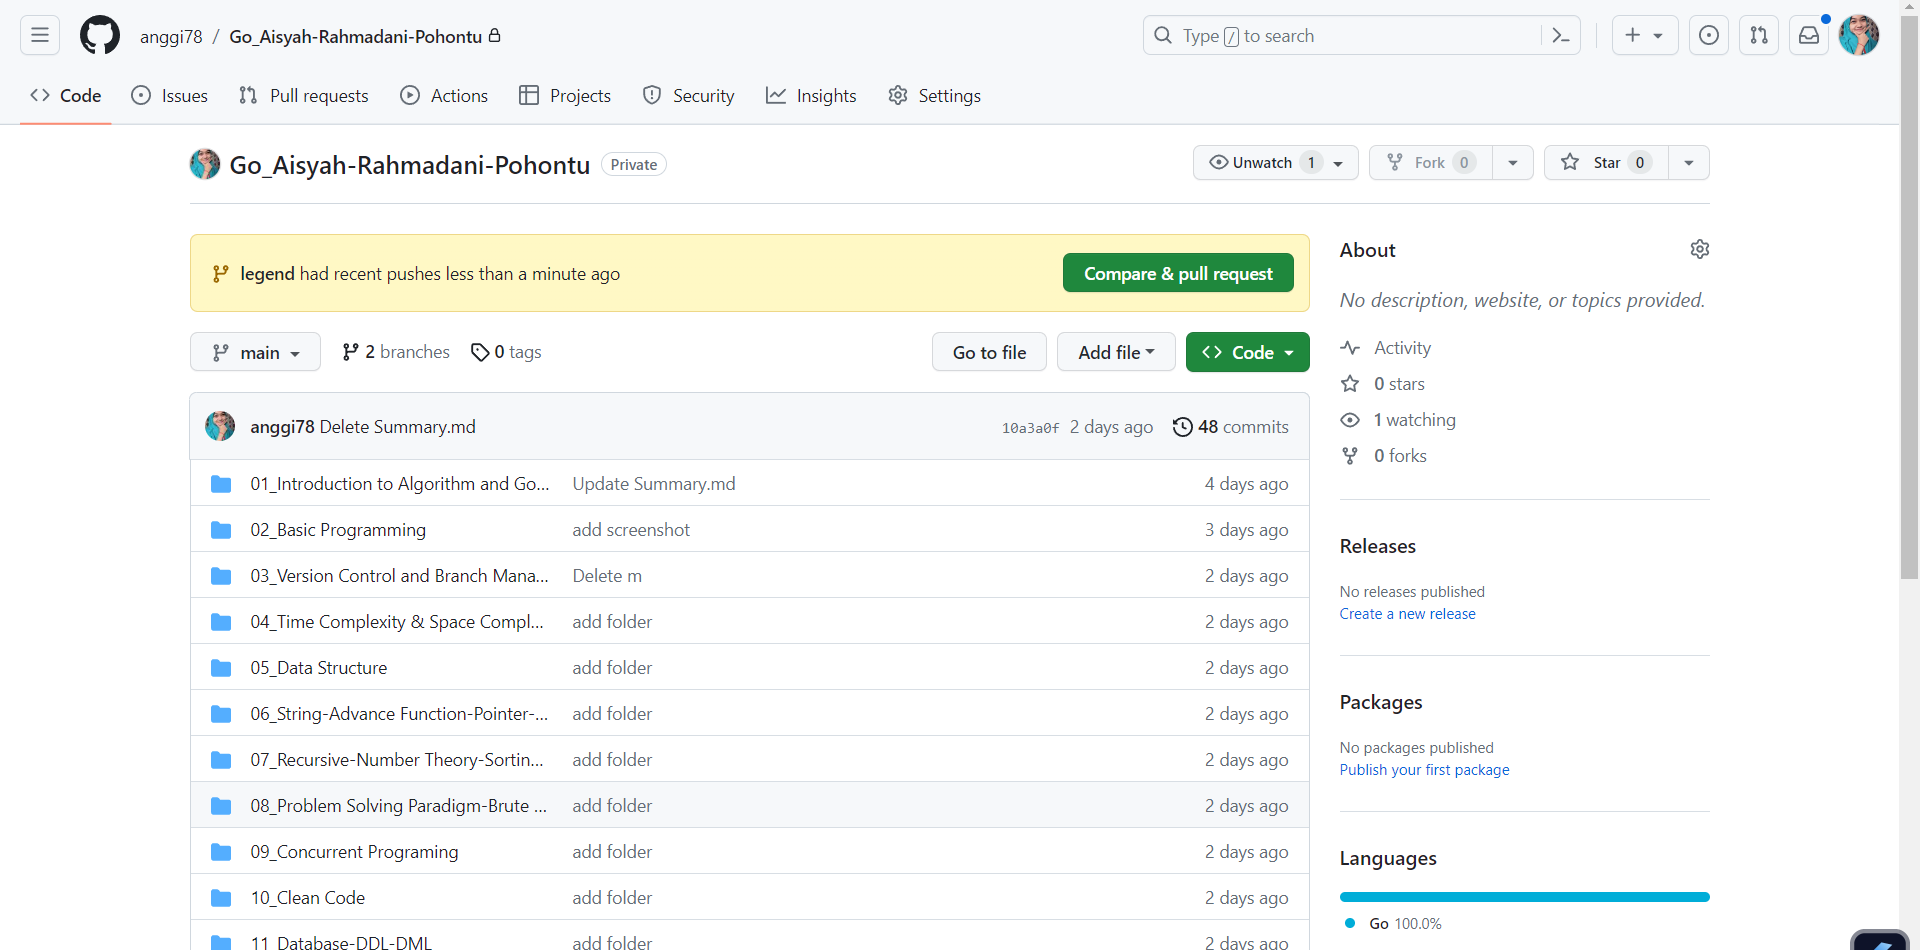 anggi78 / Go_Aisyah-Rahmadani-Pohontu
Type / to search
Code Issues Pull requests Actions Projects Security Insights Settings
Go_Aisyah-Rahmadani-Pohontu Private
Unwatch 1 Fork 0 Star 0
legend had recent pushes less than a minute ago
Compare & pull request
main 2 branches 0 tags
Go to file Add file Code
anggi78 Delete Summary.md 10a3a0f 2 days ago 48 commits
01_Introduction to Algorithm and Go... Update Summary.md 4 days ago
02_Basic Programming add screenshot 3 days ago
03_Version Control and Branch Mana... Delete m 2 days ago
04_Time Complexity & Space Compl... add folder 2 days ago
05_Data Structure add folder 2 days ago
06_String-Advance Function-Pointer-... add folder 2 days ago
07_Recursive-Number Theory-Sortin... add folder 2 days ago
08_Problem Solving Paradigm-Brute ... add folder 2 days ago
09_Concurrent Programing add folder 2 days ago
10_Clean Code add folder 2 days ago
11_Database-DDL-DML add folder 2 days ago
About
No description, website, or topics provided.
Activity
0 stars
1 watching
0 forks
Releases
No releases published
Create a new release
Packages
No packages published
Publish your first package
Languages
Go 100.0%